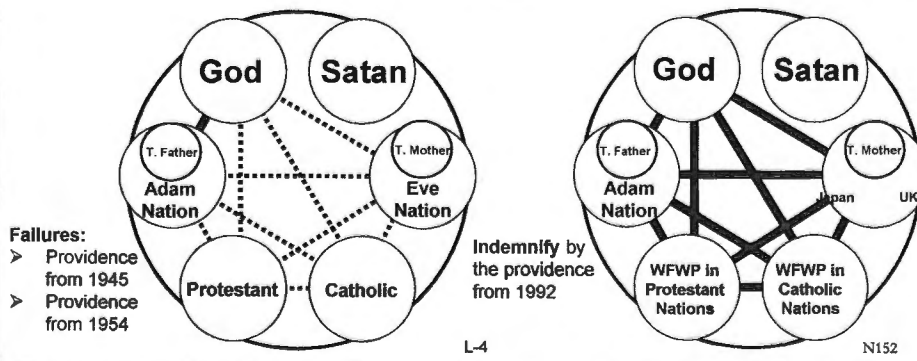 God
Satan
T. Father
T. Mother
Adam
Nation
Eve
Nation
Failures:
➢ Providence
from 1945
➢ Providence
from 1954
Protestant
Catholic
God
Satan
T. Father
T. Mother
Adam
Nation
Japan
UK
Indemnify by
the providence
from 1992
WFWP in
Protestant
Nations
WFWP in
Catholic
Nations
L-4
N152